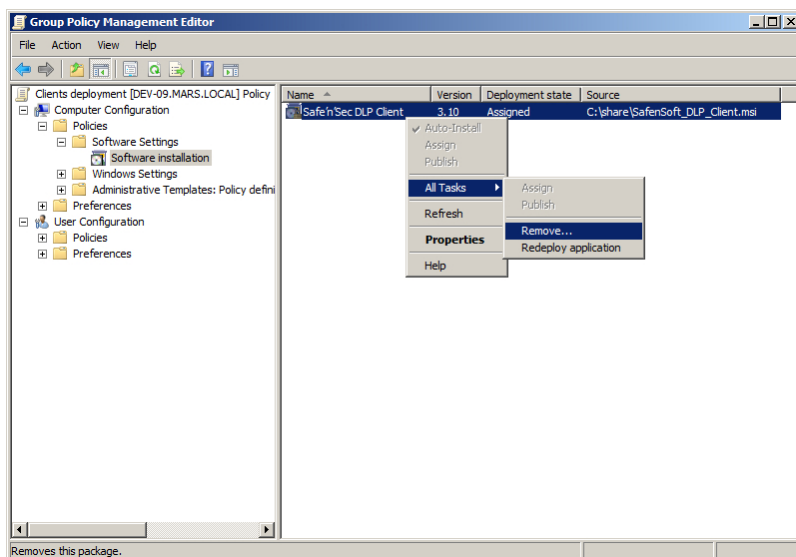 Group Policy Management Editor
File Action View Help
Clients deployment [DEV-09.MARS.LOCAL] Policy
Computer Configuration
Policies
Software Settings
Software installation
Windows Settings
Administrative Templates: Policy defini
Preferences
User Configuration
Policies
Preferences
Name Version Deployment state Source
Safe'n'Sec DLP Client 3.10 Assigned C:\share\SafenSoft_DLP_Client.msi
Auto-Install
Assign
Publish
All Tasks
Refresh
Properties
Help
Assign
Publish
Remove...
Redeploy application
Removes this package.